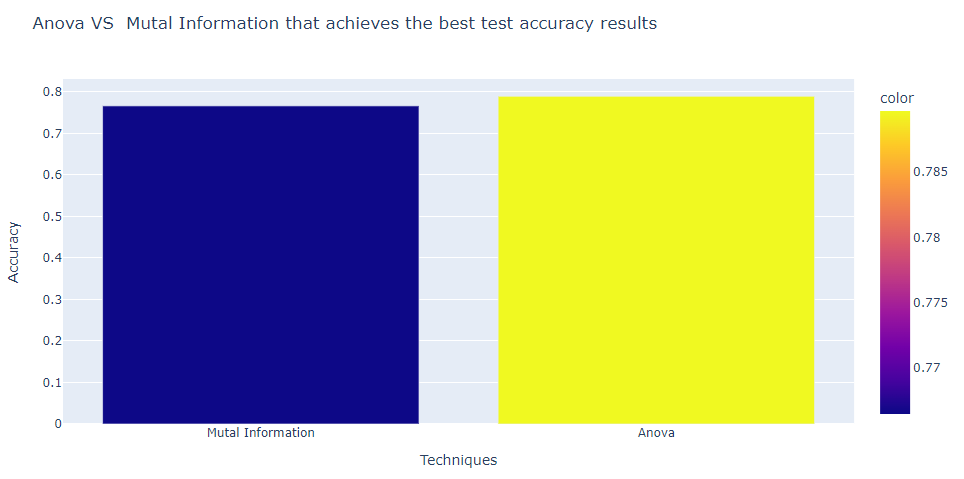 Anova VS  Mutal Information that achieves the best test accuracy results
color
0.8
0.7
0.6
0.5
0.4
0.3
0.2
0.1
0
Accuracy
Mutal Information
Anova
Techniques
0.785
0.78
0.775
0.77